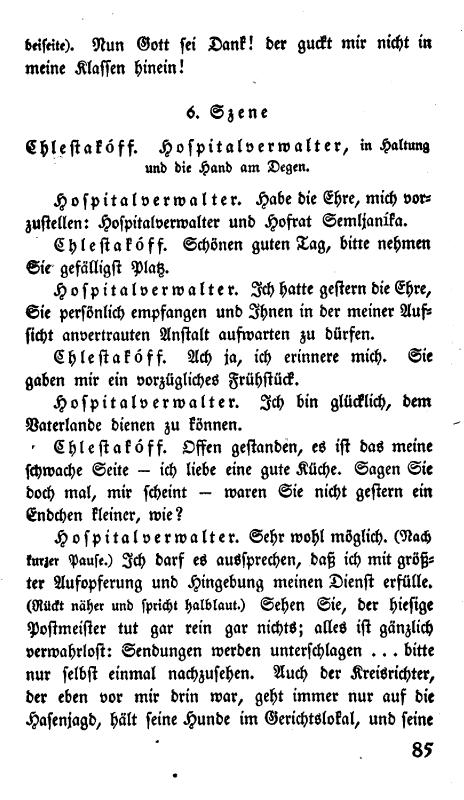 beiseite). Nun Gott sei Dank! der guckt mir nicht in
meine Klassen hinein!
6. Szene
Chlestakóff. Hospitalverwalter, in Haltung
und die Hand am Degen.
Hospitalverwalter. Habe die Ehre, mich vor-
zustellen: Hospitalverwalter und Hofrat Semljanika.
Chlestakóff. Schönen guten Tag, bitte nehmen
Sie gefälligst Platz.
Hospitalverwalter. Ich hatte gestern die Ehre,
Sie persönlich empfangen und Ihnen in der meiner Auf-
sicht anvertrauten Anstalt aufwarten zu dürfen.
Chlestakóff. Ach ja, ich erinnere mich. Sie
gaben mir ein vorzügliches Frühstück.
Hospitalverwalter. Ich bin glücklich, dem
Vaterlande dienen zu können.
Chlestakóff. Offen gestanden, es ist das meine
schwache Seite — ich liebe eine gute Küche. Sagen Sie
doch mal, mir scheint — waren Sie nicht gestern ein
Endchen kleiner, wie?
Hospitalverwalter. Sehr wohl möglich. (Nach
kurzer Pause.) Ich darf es aussprechen, daß ich mit größ-
ter Aufopferung und Hingebung meinen Dienst erfülle.
(Rückt näher und spricht halblaut.) Sehen Sie, der hiesige
Postmeister tut gar rein gar nichts; alles ist gänzlich
verwahrlost: Sendungen werden unterschlagen ... bitte
nur selbst einmal nachzusehen. Auch der Kreisrichter,
der eben vor mir drin war, geht immer nur auf die
Hasenjagd, hält seine Hunde im Gerichtslokal, und seine
85